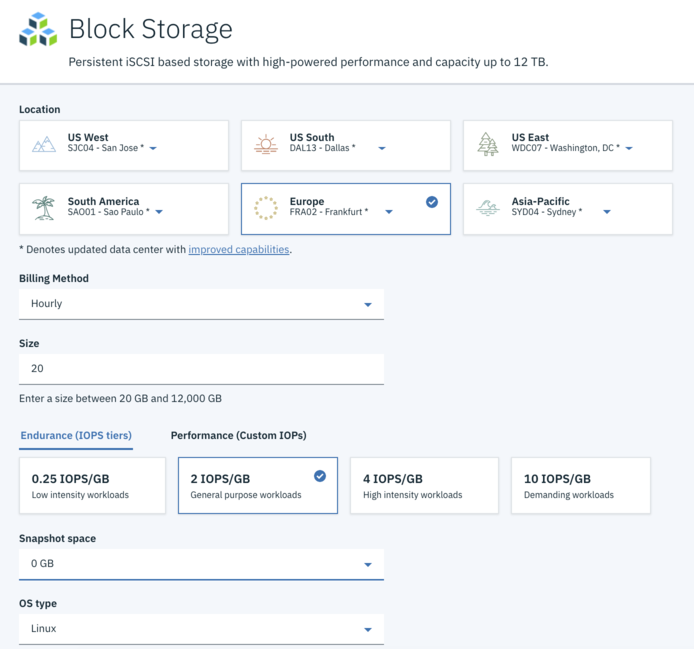 Block Storage
Persistent iSCSI based storage with high-powered performance and capacity up to 12 TB.
Location
US West
SJC04 - San Jose *
US South
DAL13 - Dallas *
US East
WDC07 - Washington, DC *
South America
SAO01 - Sao Paulo *
Europe
FRA02 - Frankfurt *
Asia-Pacific
SYD04 - Sydney *
* Denotes updated data center with improved capabilities.
Billing Method
Hourly
Size
20
Enter a size between 20 GB and 12,000 GB
Endurance (IOPS tiers)
Performance (Custom IOPs)
0.25 IOPS/GB
Low intensity workloads
2 IOPS/GB
General purpose workloads
4 IOPS/GB
High intensity workloads
10 IOPS/GB
Demanding workloads
Snapshot space
0 GB
OS type
Linux